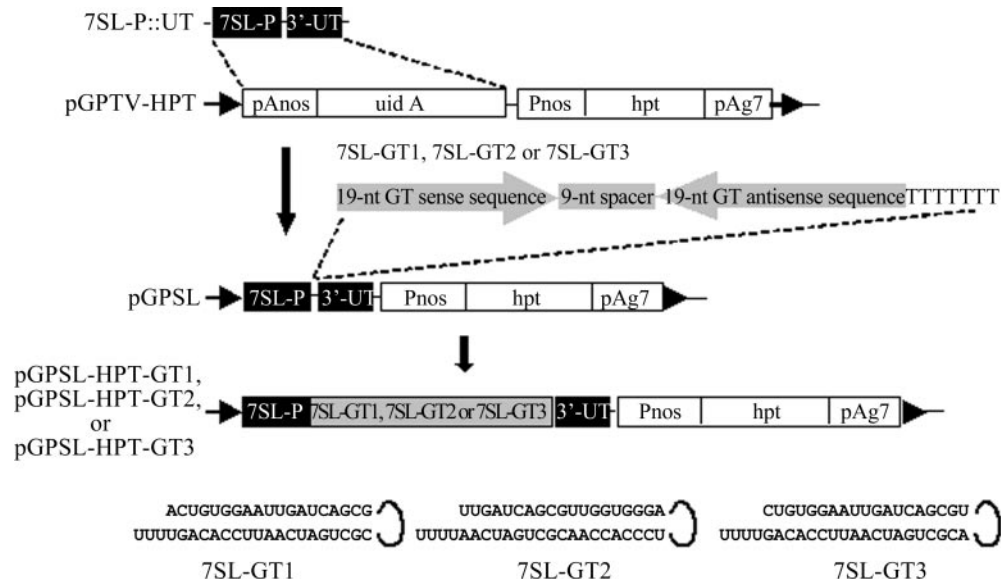 7SL-P::UT
7SL-P 3'-UT
pGPTV-HPT
pAnos uid A Pnos hpt pAg7
7SL-GT1, 7SL-GT2 or 7SL-GT3
19-nt GT sense sequence 9-nt spacer 19-nt GT antisense sequence TTTTTTT
pGPSL
7SL-P 3'-UT Pnos hpt pAg7
pGPSL-HPT-GT1,
pGPSL-HPT-GT2,
or
pGPSL-HPT-GT3
7SL-P 7SL-GT1, 7SL-GT2 or 7SL-GT3 3'-UT Pnos hpt pAg7
ACUGUGGAAUUGAUCAGCG UUGAUCAGCGUUGGUGGGA CUGUGGAAUUGAUCAGCGU
UUUUGACACCUUAACUAGUCGC UUUUAACUAGUCGCAACCACCCU UUUUGACACCUUAACUAGUCGCA
7SL-GT1 7SL-GT2 7SL-GT3